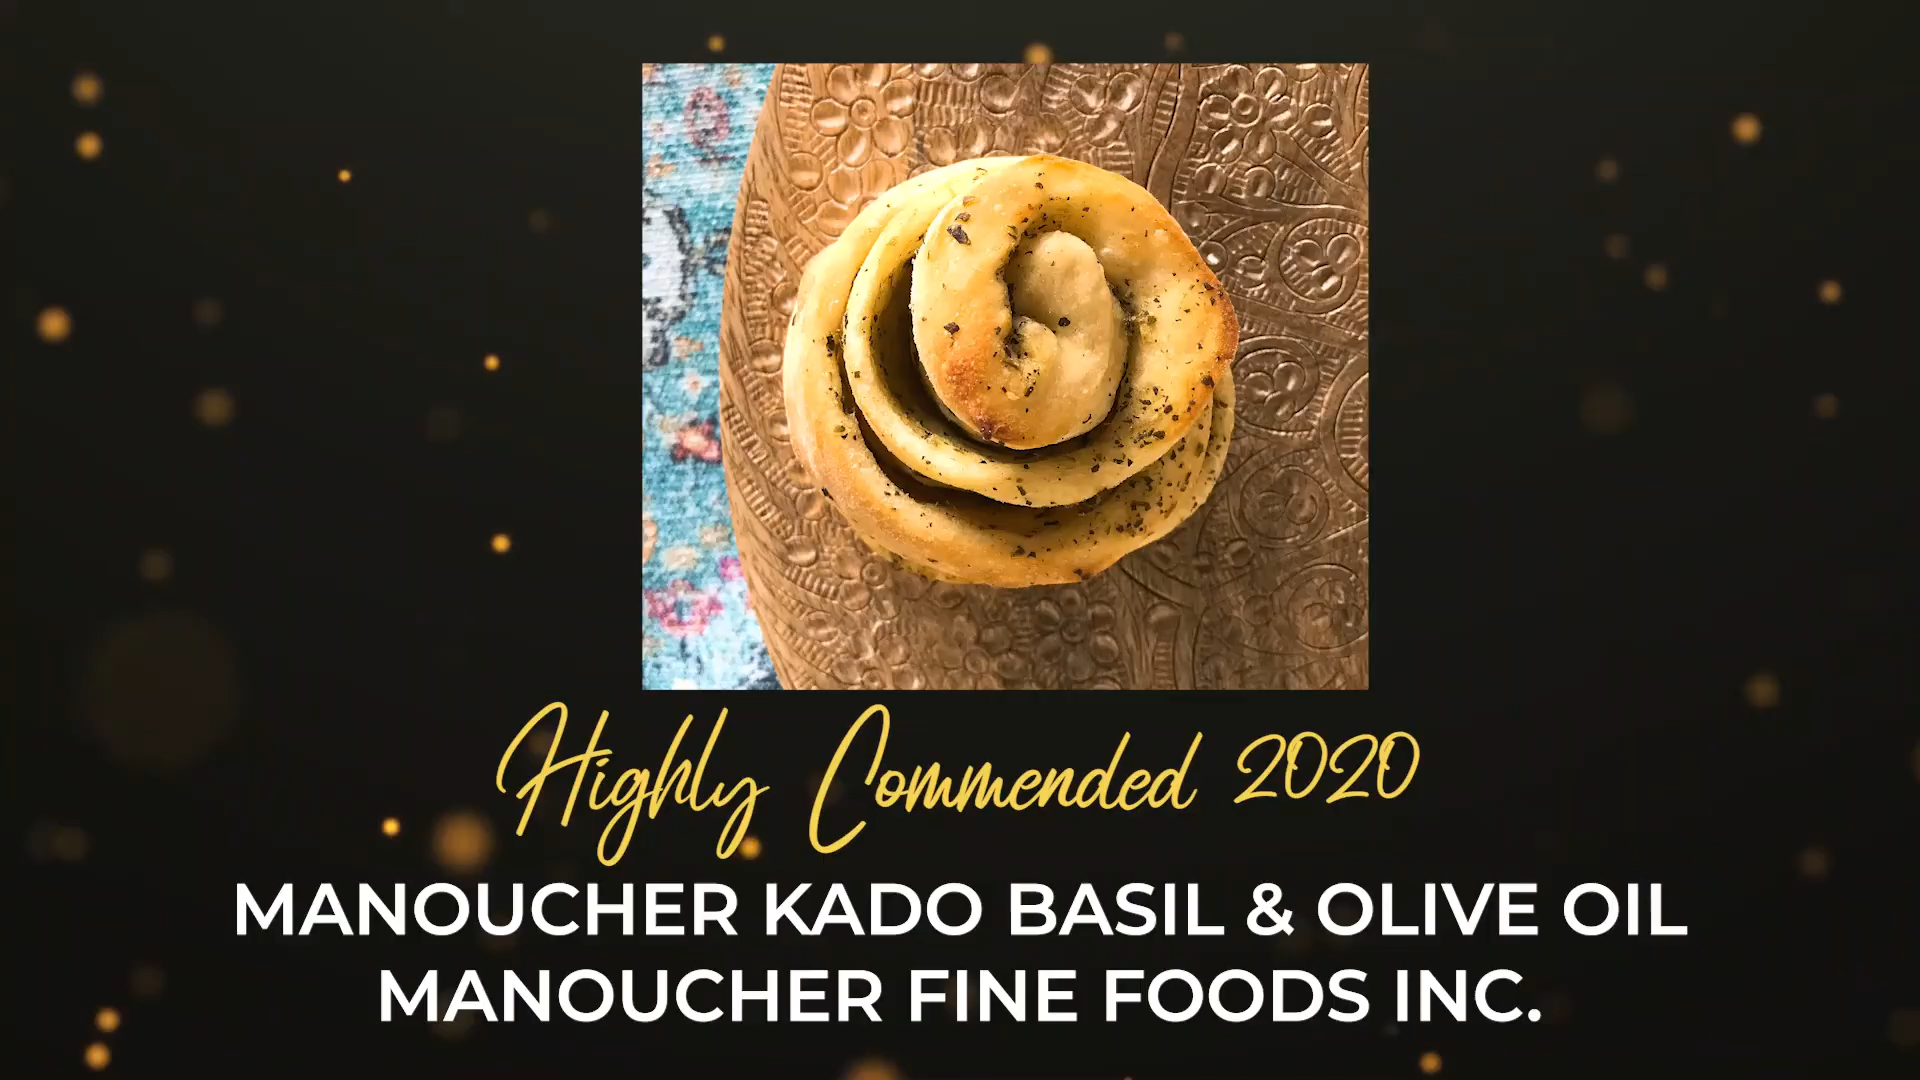 Highly Commended 2020
MANOUCHER KADO BASIL & OLIVE OIL
MANOUCHER FINE FOODS INC.